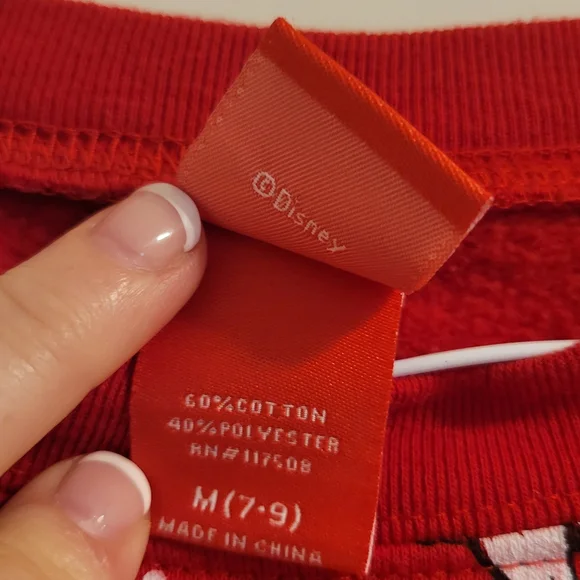 ©Disney
60%COTTON
40%POLYESTER
RN#117508
M(7-9)
MADE IN CHINA